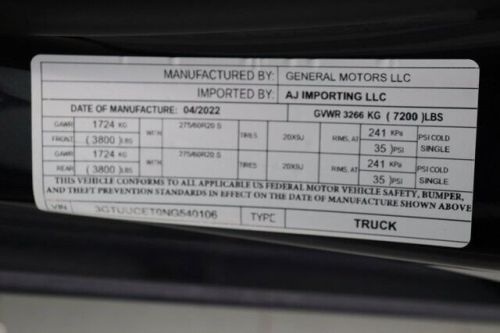 MANUFACTURED BY: GENERAL MOTORS LLC
IMPORTED BY: AJ IMPORTING LLC
DATE OF MANUFACTURE: 04/2022 GVWR 3266 KG ( 7200 )LBS
GAWR 1724 KG WITH 275/60R20 S TIRES 20X9J RIMS, AT 241 KPa PSI COLD
FRONT ( 3800 )LBS 35 )PSI SINGLE
GAWR 1724 KG WITH 275/60R20 S TIRES 20X9J RIMS, AT 241 KPa PSI COLD
REAR ( 3800 )LBS 35 )PSI SINGLE
THIS VEHICLE CONFORMS TO ALL APPLICABLE US FEDERAL MOTOR VEHICLE SAFETY, BUMPER,
AND THEFT PREVENTION STANDARDS IN EFFECT ON THE DATE OF MANUFACTURE SHOWN ABOVE
VIN 3GTUUCET0NG540106 TYPE TRUCK